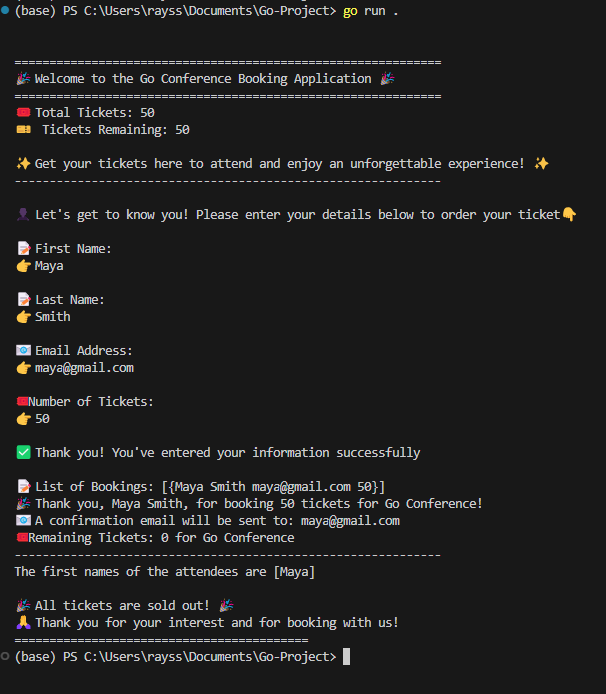 (base) PS C:\Users\rayss\Documents\Go-Project> go run .
=============================================================
🎉 Welcome to the Go Conference Booking Application 🎉
=============================================================
🎟 Total Tickets: 50
🎫 Tickets Remaining: 50
✨ Get your tickets here to attend and enjoy an unforgettable experience! ✨
-------------------------------------------------------------
👤 Let's get to know you! Please enter your details below to order your ticket👇
📝 First Name:
👉 Maya
📝 Last Name:
👉 Smith
📧 Email Address:
👉 maya@gmail.com
🎟Number of Tickets:
👉 50
✅ Thank you! You've entered your information successfully
📝 List of Bookings: [{Maya Smith maya@gmail.com 50}]
🎉 Thank you, Maya Smith, for booking 50 tickets for Go Conference!
📧 A confirmation email will be sent to: maya@gmail.com
🎟Remaining Tickets: 0 for Go Conference
-------------------------------------------------------------
The first names of the attendees are [Maya]
🎉 All tickets are sold out! 🎉
🙏 Thank you for your interest and for booking with us!
==========================================
(base) PS C:\Users\rayss\Documents\Go-Project>